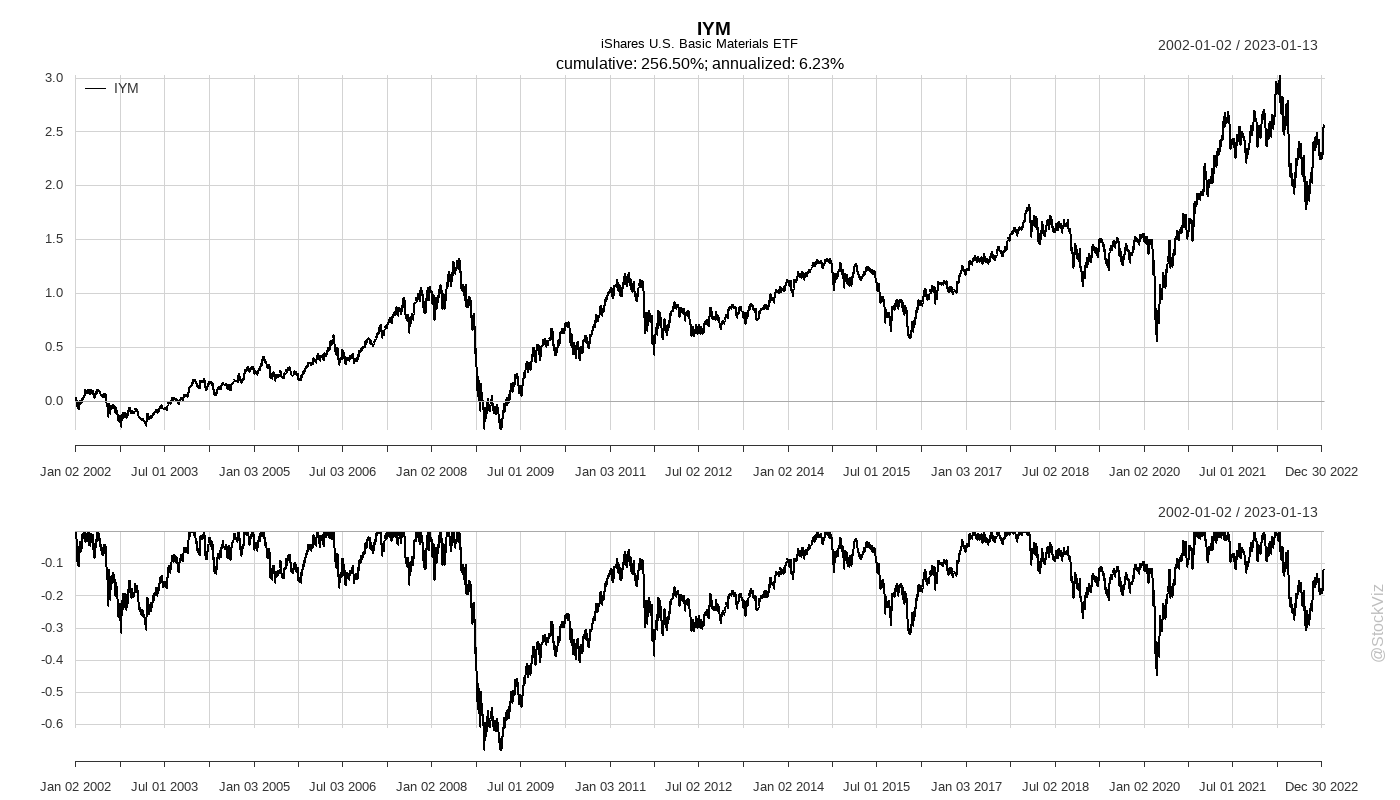 IYM
iShares U.S. Basic Materials ETF
cumulative: 256.50%; annualized: 6.23%
2002-01-02 / 2023-01-13
IYM
3.0
2.5
2.0
1.5
1.0
0.5
0.0
Jan 02 2002 Jul 01 2003 Jan 03 2005 Jul 03 2006 Jan 02 2008 Jul 01 2009 Jan 03 2011 Jul 02 2012 Jan 02 2014 Jul 01 2015 Jan 03 2017 Jul 02 2018 Jan 02 2020 Jul 01 2021 Dec 30 2022
2002-01-02 / 2023-01-13
-0.1
-0.2
-0.3
-0.4
-0.5
-0.6
Jan 02 2002 Jul 01 2003 Jan 03 2005 Jul 03 2006 Jan 02 2008 Jul 01 2009 Jan 03 2011 Jul 02 2012 Jan 02 2014 Jul 01 2015 Jan 03 2017 Jul 02 2018 Jan 02 2020 Jul 01 2021 Dec 30 2022
@StockViz